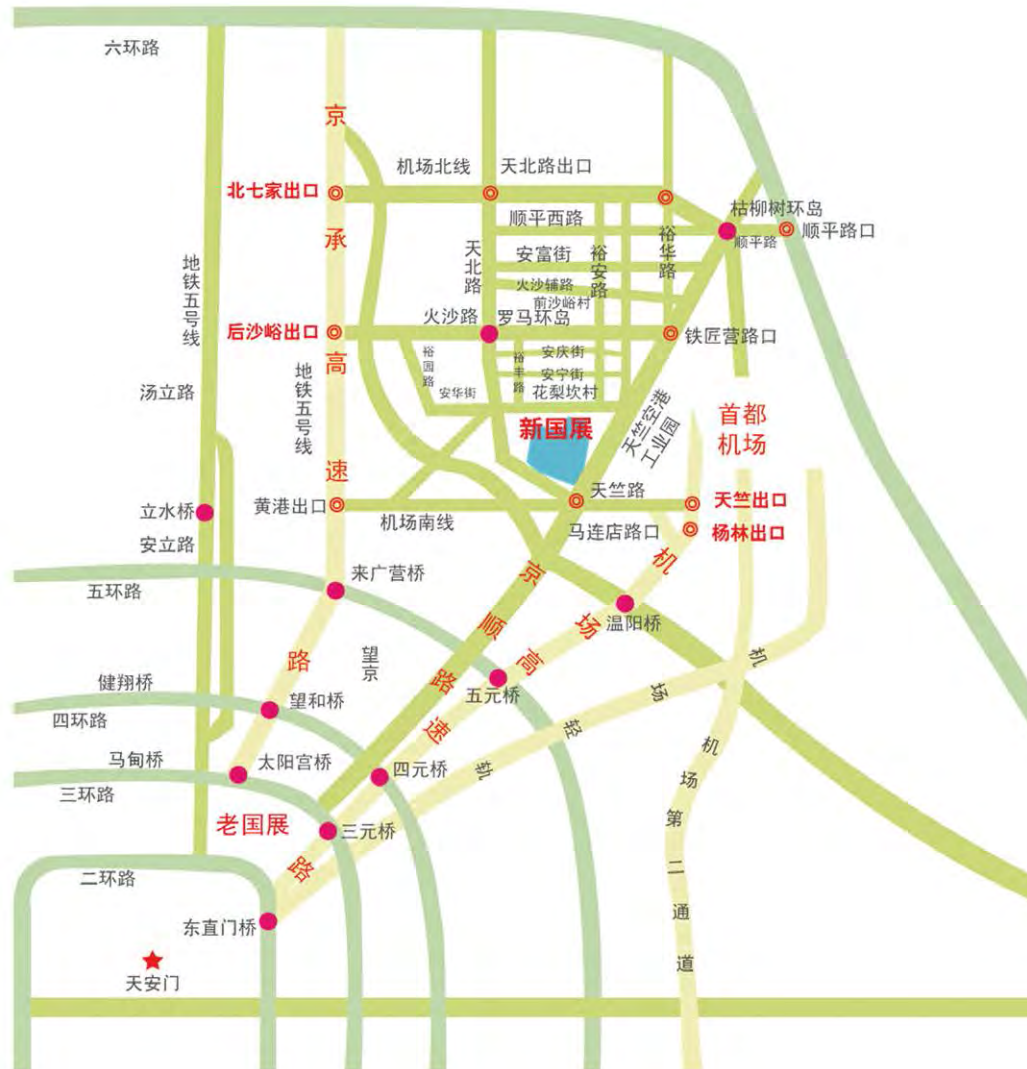 六环路
京承高速路
机场北线
天北路出口
北七家出口
枯柳树环岛
顺平西路
顺平路
顺平路口
裕华路
安富街
裕安路
天北路
地铁五号线
火沙辅路
前沙峪村
火沙路
罗马环岛
后沙峪出口
铁匠营路口
裕园路
裕丰路
安庆街
安宁街
地铁五号线
汤立路
安华街
花梨坎村
首都
机场
新国展
天竺空港
工业园
天竺路
天竺出口
黄港出口
立水桥
机场南线
马连店路口
杨林出口
安立路
来广营桥
五环路
京顺路
机场高速路
温阳桥
望京
五元桥
机场轻轨
健翔桥
望和桥
四环路
机场第二通道
马甸桥
太阳宫桥
四元桥
三环路
老国展
三元桥
二环路
东直门桥
天安门